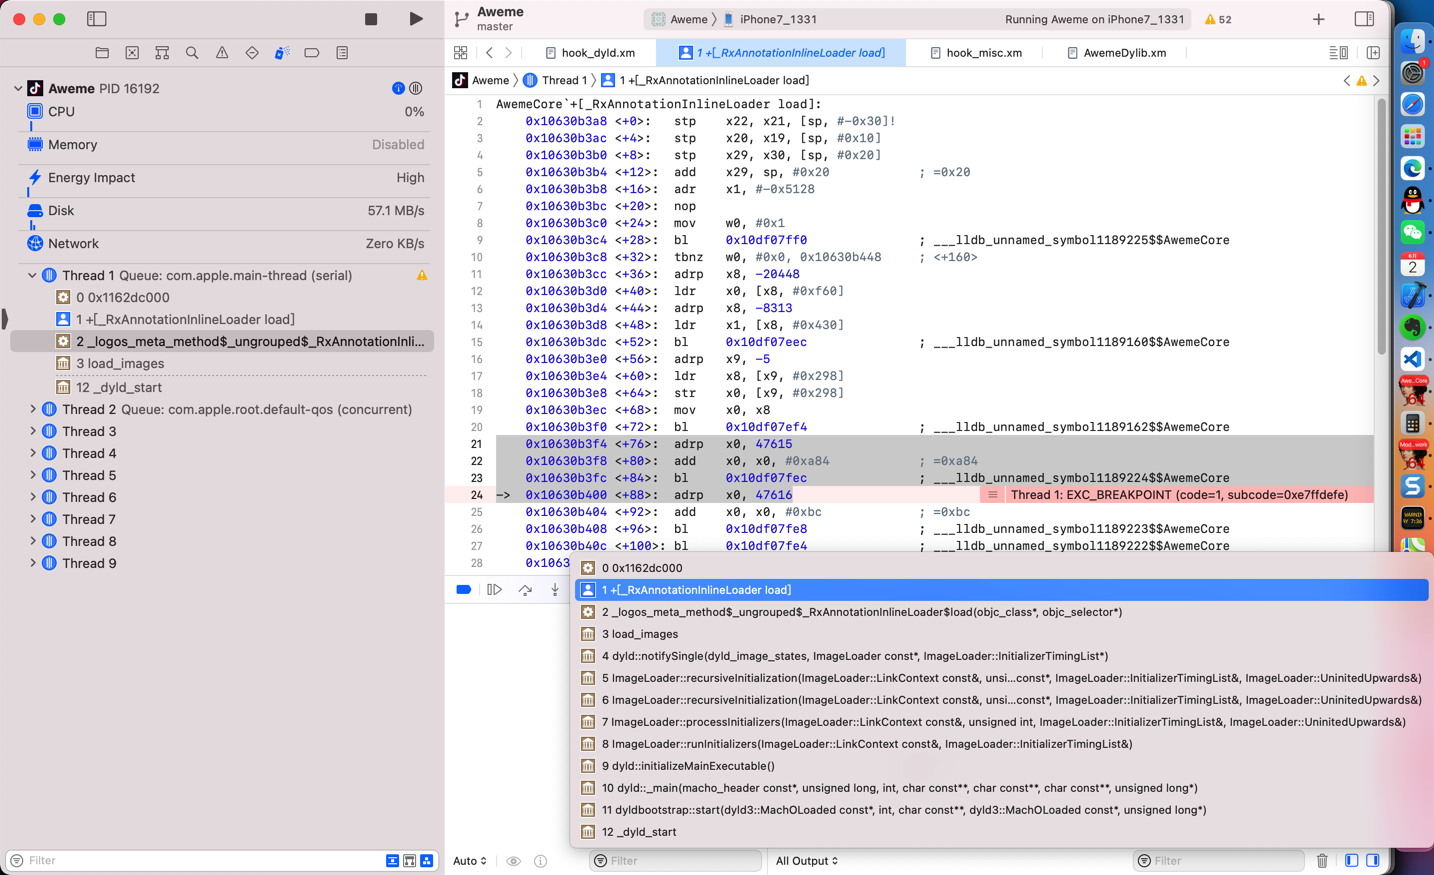 Aweme
master
Aweme 〉 iPhone7_1331
Running Aweme on iPhone7_1331
52
hook_dyld.xm
1 +[_RxAnnotationInlineLoader load]
hook_misc.xm
AwemeDylib.xm
Aweme 〉 Thread 1 〉 1 +[_RxAnnotationInlineLoader load]
Aweme PID 16192
CPU 0%
Memory Disabled
Energy Impact High
Disk 57.1 MB/s
Network Zero KB/s
Thread 1 Queue: com.apple.main-thread (serial)
0 0x1162dc000
1 +[_RxAnnotationInlineLoader load]
2 _logos_meta_method$_ungrouped$_RxAnnotationInli...
3 load_images
12 _dyld_start
Thread 2 Queue: com.apple.root.default-qos (concurrent)
Thread 3
Thread 4
Thread 5
Thread 6
Thread 7
Thread 8
Thread 9
Filter
1 AwemeCore`+[_RxAnnotationInlineLoader load]:
2 0x10630b3a8 <+0>: stp x22, x21, [sp, #-0x30]!
3 0x10630b3ac <+4>: stp x20, x19, [sp, #0x10]
4 0x10630b3b0 <+8>: stp x29, x30, [sp, #0x20]
5 0x10630b3b4 <+12>: add x29, sp, #0x20 ; =0x20
6 0x10630b3b8 <+16>: adr x1, #-0x5128
7 0x10630b3bc <+20>: nop
8 0x10630b3c0 <+24>: mov w0, #0x1
9 0x10630b3c4 <+28>: bl 0x10df07ff0 ; ___lldb_unnamed_symbol1189225$$AwemeCore
10 0x10630b3c8 <+32>: tbnz w0, #0x0, 0x10630b448 ; <+160>
11 0x10630b3cc <+36>: adrp x8, -20448
12 0x10630b3d0 <+40>: ldr x0, [x8, #0xf60]
13 0x10630b3d4 <+44>: adrp x8, -8313
14 0x10630b3d8 <+48>: ldr x1, [x8, #0x430]
15 0x10630b3dc <+52>: bl 0x10df07eec ; ___lldb_unnamed_symbol1189160$$AwemeCore
16 0x10630b3e0 <+56>: adrp x9, -5
17 0x10630b3e4 <+60>: ldr x8, [x9, #0x298]
18 0x10630b3e8 <+64>: str x0, [x9, #0x298]
19 0x10630b3ec <+68>: mov x0, x8
20 0x10630b3f0 <+72>: bl 0x10df07ef4 ; ___lldb_unnamed_symbol1189162$$AwemeCore
21 0x10630b3f4 <+76>: adrp x0, 47615
22 0x10630b3f8 <+80>: add x0, x0, #0xa84 ; =0xa84
23 0x10630b3fc <+84>: bl 0x10df07fec ; ___lldb_unnamed_symbol1189224$$AwemeCore
24 -> 0x10630b400 <+88>: adrp x0, 47616 Thread 1: EXC_BREAKPOINT (code=1, subcode=0xe7ffdefe)
25 0x10630b404 <+92>: add x0, x0, #0xbc ; =0xbc
26 0x10630b408 <+96>: bl 0x10df07fe8 ; ___lldb_unnamed_symbol1189223$$AwemeCore
27 0x10630b40c <+100>: bl 0x10df07fe4 ; ___lldb_unnamed_symbol1189222$$AwemeCore
28 0x1063
0 0x1162dc000
1 +[_RxAnnotationInlineLoader load]
2 _logos_meta_method$_ungrouped$_RxAnnotationInlineLoader$load(objc_class*, objc_selector*)
3 load_images
4 dyld::notifySingle(dyld_image_states, ImageLoader const*, ImageLoader::InitializerTimingList*)
5 ImageLoader::recursiveInitialization(ImageLoader::LinkContext const&, unsi...const*, ImageLoader::InitializerTimingList&, ImageLoader::UninitedUpwards&)
6 ImageLoader::recursiveInitialization(ImageLoader::LinkContext const&, unsi...const*, ImageLoader::InitializerTimingList&, ImageLoader::UninitedUpwards&)
7 ImageLoader::processInitializers(ImageLoader::LinkContext const&, unsigned int, ImageLoader::InitializerTimingList&, ImageLoader::UninitedUpwards&)
8 ImageLoader::runInitializers(ImageLoader::LinkContext const&, ImageLoader::InitializerTimingList&)
9 dyld::initializeMainExecutable()
10 dyld::_main(macho_header const*, unsigned long, int, char const**, char const**, char const**, unsigned long*)
11 dyldbootstrap::start(dyld3::MachOLoaded const*, int, char const**, dyld3::MachOLoaded const*, unsigned long*)
12 _dyld_start
Auto
Filter
All Output
Filter
1
6月
2
64
64